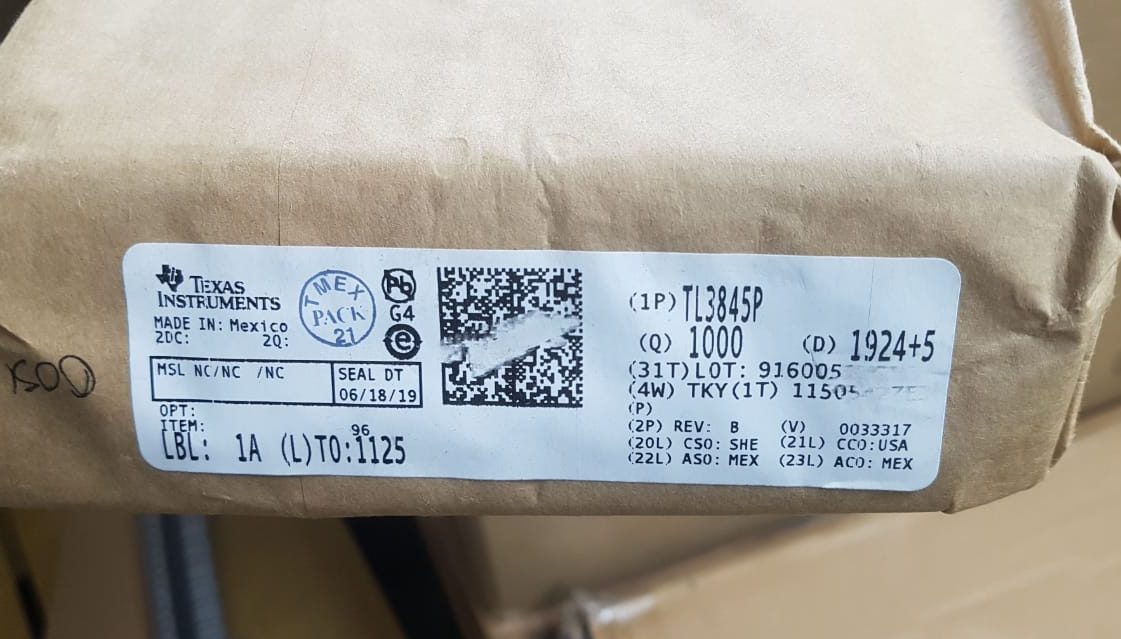 TEXAS
INSTRUMENTS
MADE IN: Mexico
2DC: 2Q:
TMEX
PACK
21
Pb
G4
e
MSL NC/NC /NC
SEAL DT
06/18/19
OPT:
ITEM:
96
LBL: 1A (L)TO:1125
(1P) TL3845P
(Q) 1000 (D) 1924+5
(31T) LOT: 916005
(4W) TKY (1T)
(P)
(2P) REV: B (V) 0033317
(20L) CSO: SHE (21L) CCO: USA
(22L) ASO: MEX (23L) ACO: MEX